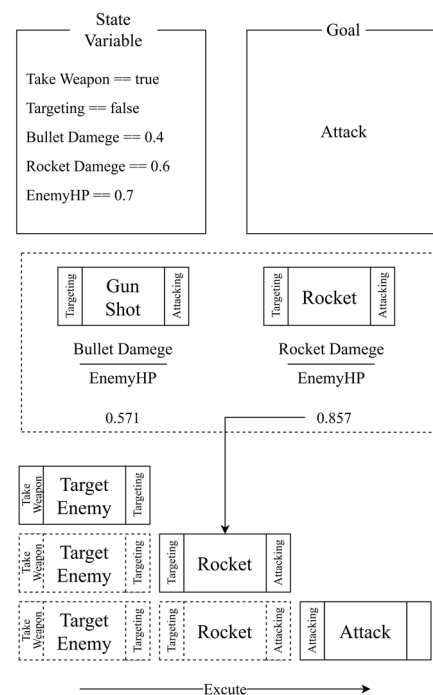 State
Variable
Take Weapon == true
Targeting == false
Bullet Damege == 0.4
Rocket Damege == 0.6
EnemyHP == 0.7
Goal
Attack
Targeting
Gun
Shot
Attacking
Bullet Damege
EnemyHP
0.571
Targeting
Rocket
Attacking
Rocket Damege
EnemyHP
0.857
Take
Weapon
Target
Enemy
Targeting
Take
Weapon
Target
Enemy
Targeting
Targeting
Rocket
Attacking
Take
Weapon
Target
Enemy
Targeting
Targeting
Rocket
Attacking
Attacking
Attack
Excute